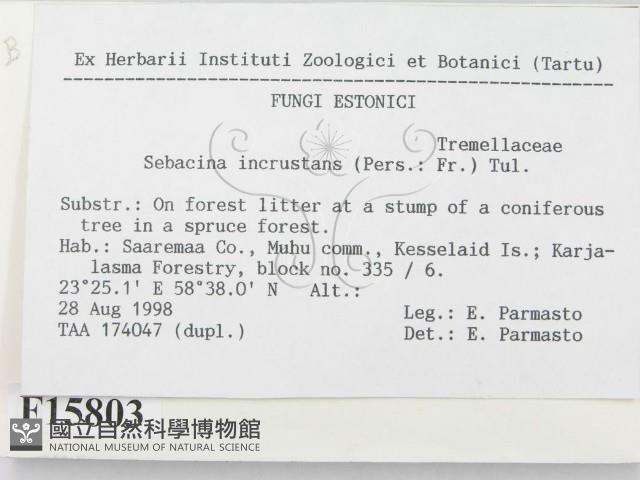 B
Ex Herbarii Instituti Zoologici et Botanici (Tartu)
FUNGI ESTONICI
Tremellaceae
Sebacina incrustans (Pers.: Fr.) Tul.
Substr.: On forest litter at a stump of a coniferous
tree in a spruce forest.
Hab.: Saaremaa Co., Muhu comm., Kesselaid Is.; Karja-
lasma Forestry, block no. 335 / 6.
23°25.1' E 58°38.0' N Alt.:
28 Aug 1998 Leg.: E. Parmasto
TAA 174047 (dupl.) Det.: E. Parmasto
F15803
國立自然科學博物館
NATIONAL MUSEUM OF NATURAL SCIENCE